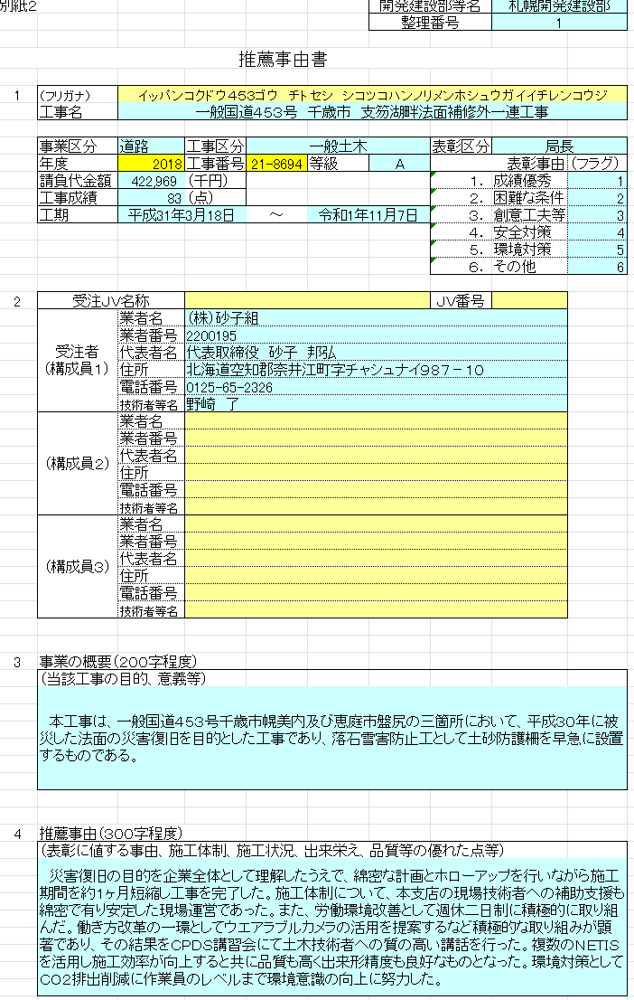 別紙2
開発建設部等名 札幌開発建設部
整理番号 1
推薦事由書
1 (フリガナ) イッパンコクドウ453ゴウ チトセシ シコツコハンノリメンホシュウガイイチレンコウジ
工事名 一般国道453号 千歳市 支笏湖畔法面補修外一連工事
事業区分 道路 工事区分 一般土木 表彰区分 局長
年度 2018 工事番号 21-8694 等級 A 表彰事由 (フラグ)
請負代金額 422,969 (千円) 1. 成績優秀 1
工事成績 83 (点) 2. 困難な条件 2
工期 平成31年3月18日 ～ 令和1年11月7日 3. 創意工夫等 3
4. 安全対策 4
5. 環境対策 5
6. その他 6
2 受注JV名称 JV番号
受注者
(構成員1)
業者名 (株)砂子組
業者番号 2200195
代表者名 代表取締役 砂子 邦弘
住所 北海道空知郡奈井江町字チャシュナイ987－10
電話番号 0125-65-2326
技術者等名 野崎 了
(構成員2)
業者名
業者番号
代表者名
住所
電話番号
技術者等名
(構成員3)
業者名
業者番号
代表者名
住所
電話番号
技術者等名
3 事業の概要(200字程度)
(当該工事の目的、意義等)
本工事は、一般国道453号千歳市幌美内及び恵庭市盤尻の三箇所において、平成30年に被
災した法面の災害復旧を目的とした工事であり、落石雪害防止工として土砂防護柵を早急に設置
するものである。
4 推薦事由(300字程度)
(表彰に値する事由、施工体制、施工状況、出来栄え、品質等の優れた点等)
災害復旧の目的を企業全体として理解したうえで、綿密な計画とホローアップを行いながら施工
期間を約1ヶ月短縮し工事を完了した。施工体制について、本支店の現場技術者への補助支援も
綿密で有り安定した現場運営であった。また、労働環境改善として週休二日制に積極的に取り組
んだ。働き方改革の一環としてウエアラブルカメラの活用を提案するなど積極的な取り組みが顕
著であり、その結果をCPDS講習会にて土木技術者への質の高い講話を行った。複数のNETIS
を活用し施工効率が向上すると共に品質も高く出来形精度も良好なものとなった。環境対策として
CO2排出削減に作業員のレベルまで環境意識の向上に努力した。